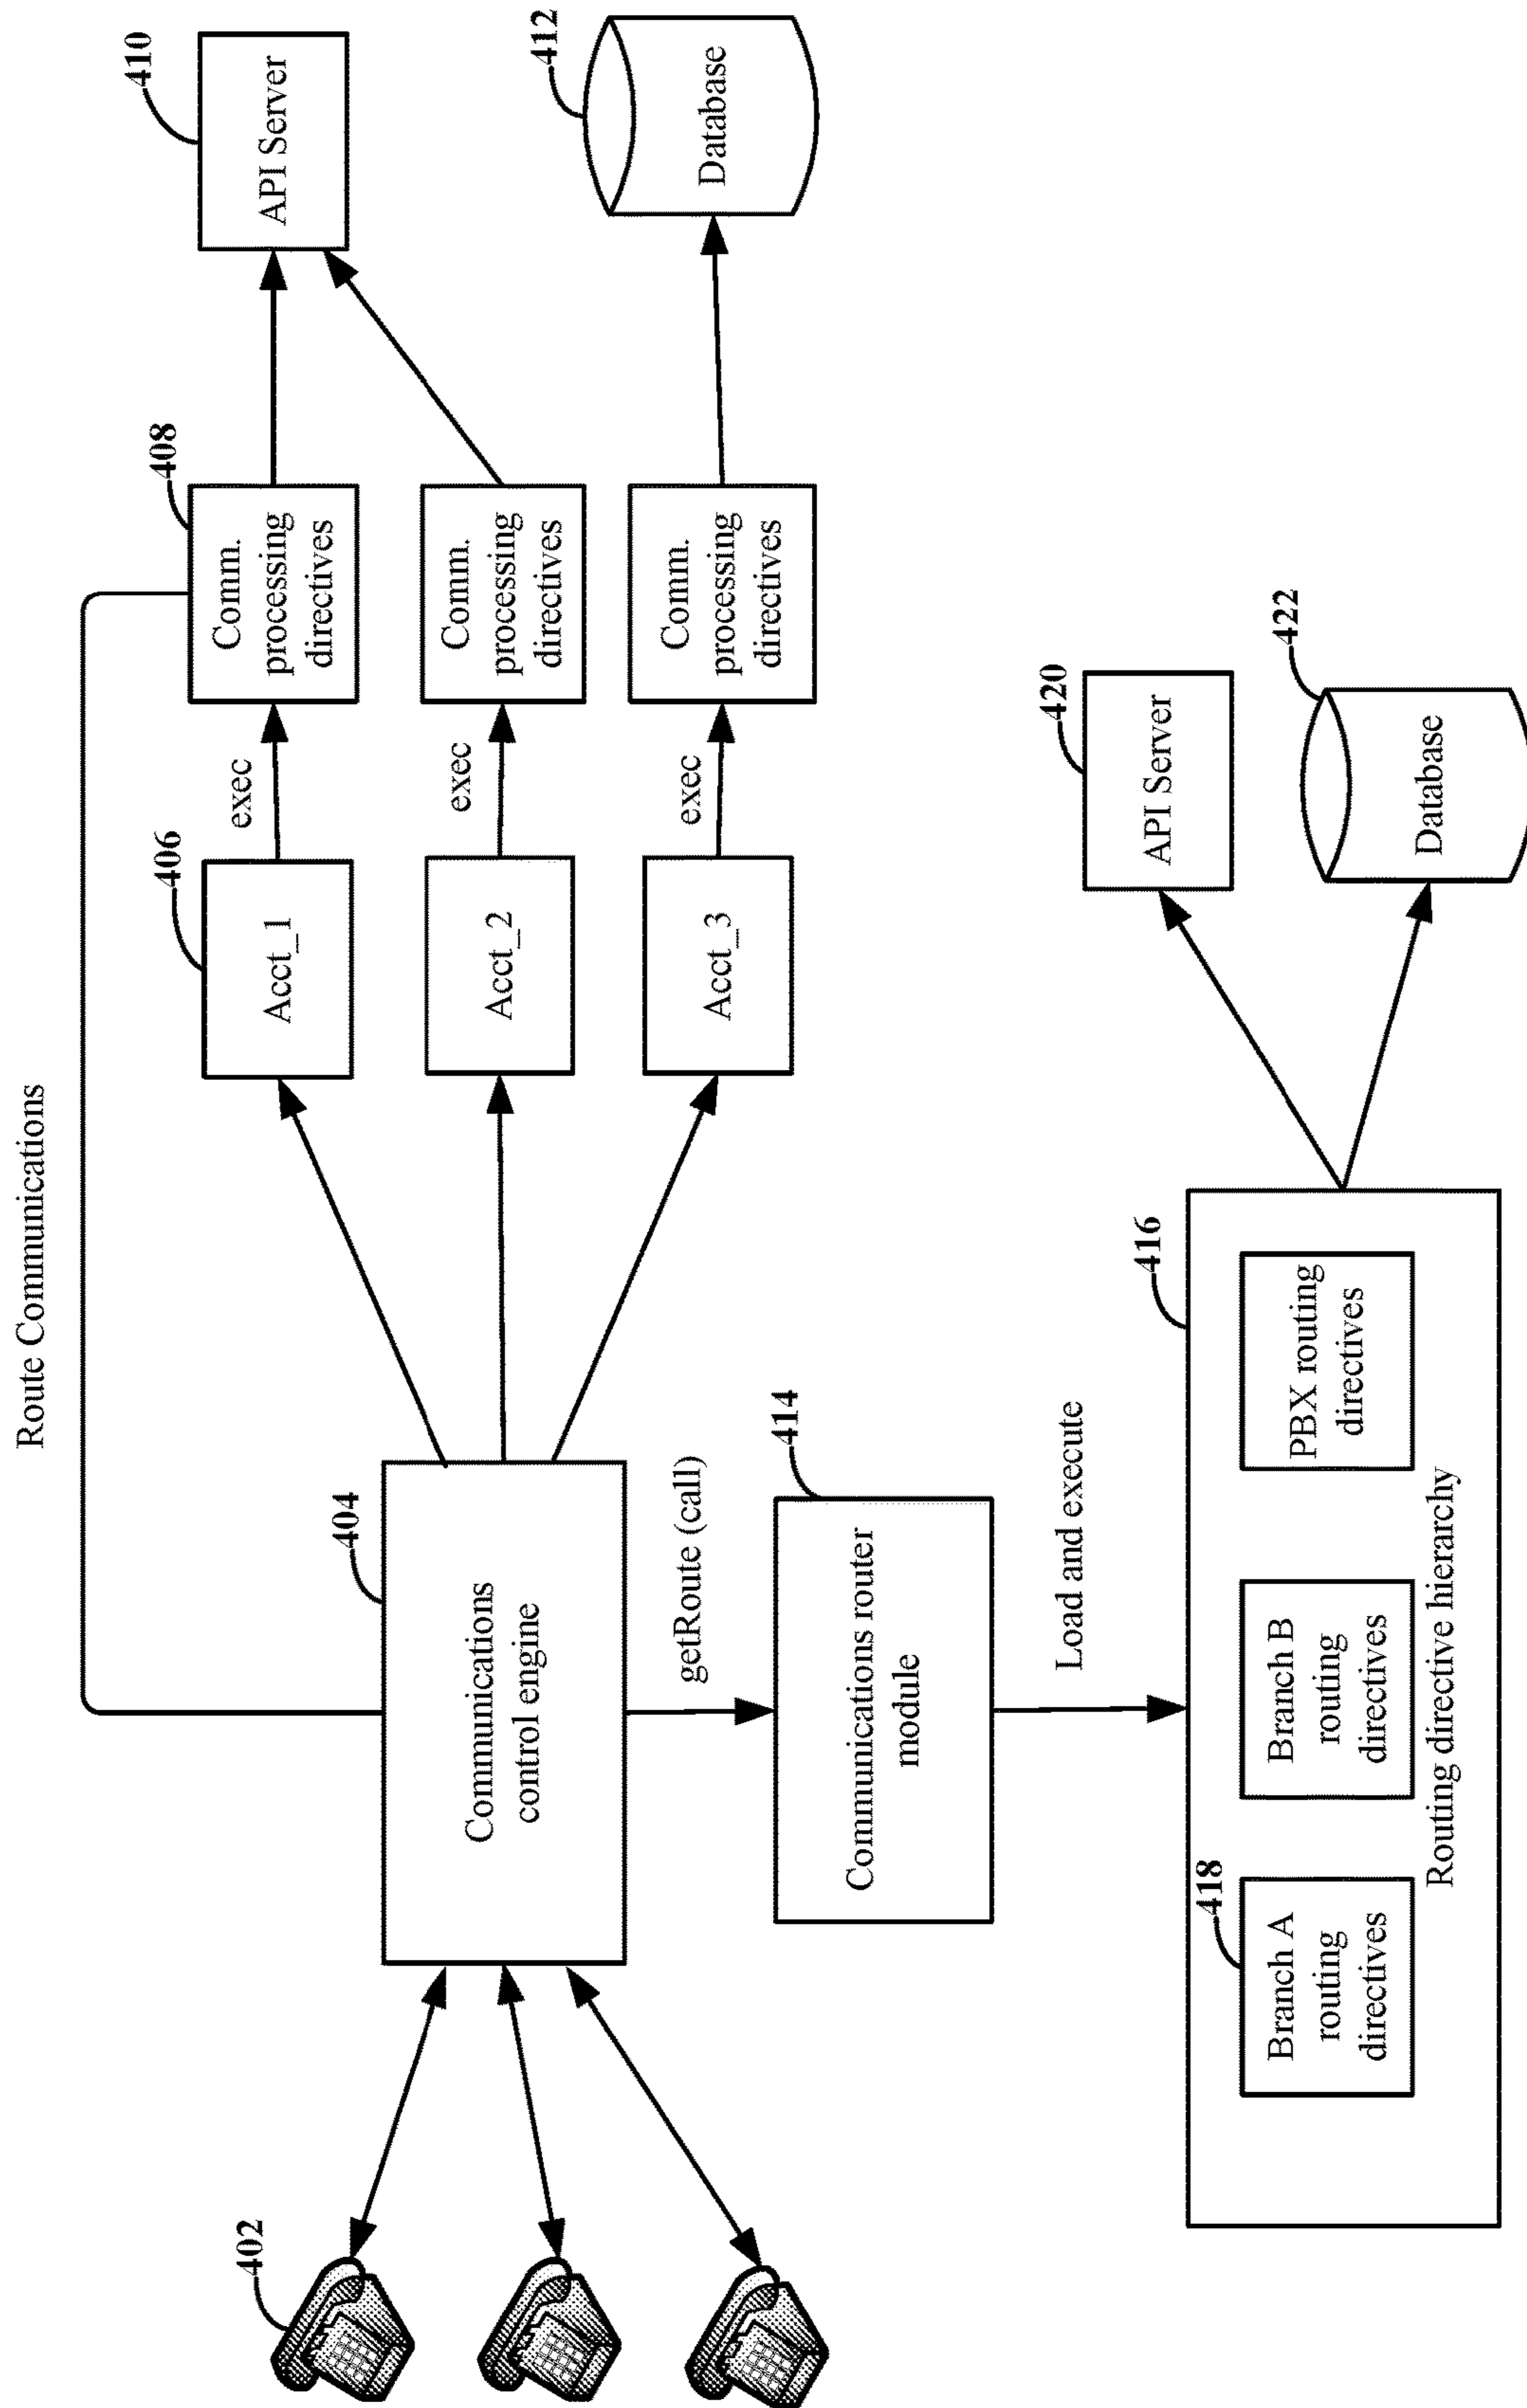 Route Communications
402
404
Communications
control engine
406
Acct_1
exec
408
Comm.
processing
directives
410
API Server
Acct_2
exec
Comm.
processing
directives
Acct_3
exec
Comm.
processing
directives
412
Database
getRoute (call)
414
Communications router
module
Load and execute
416
418
Branch A
routing
directives
Branch B
routing
directives
PBX routing
directives
Routing directive hierarchy
420
API Server
422
Database